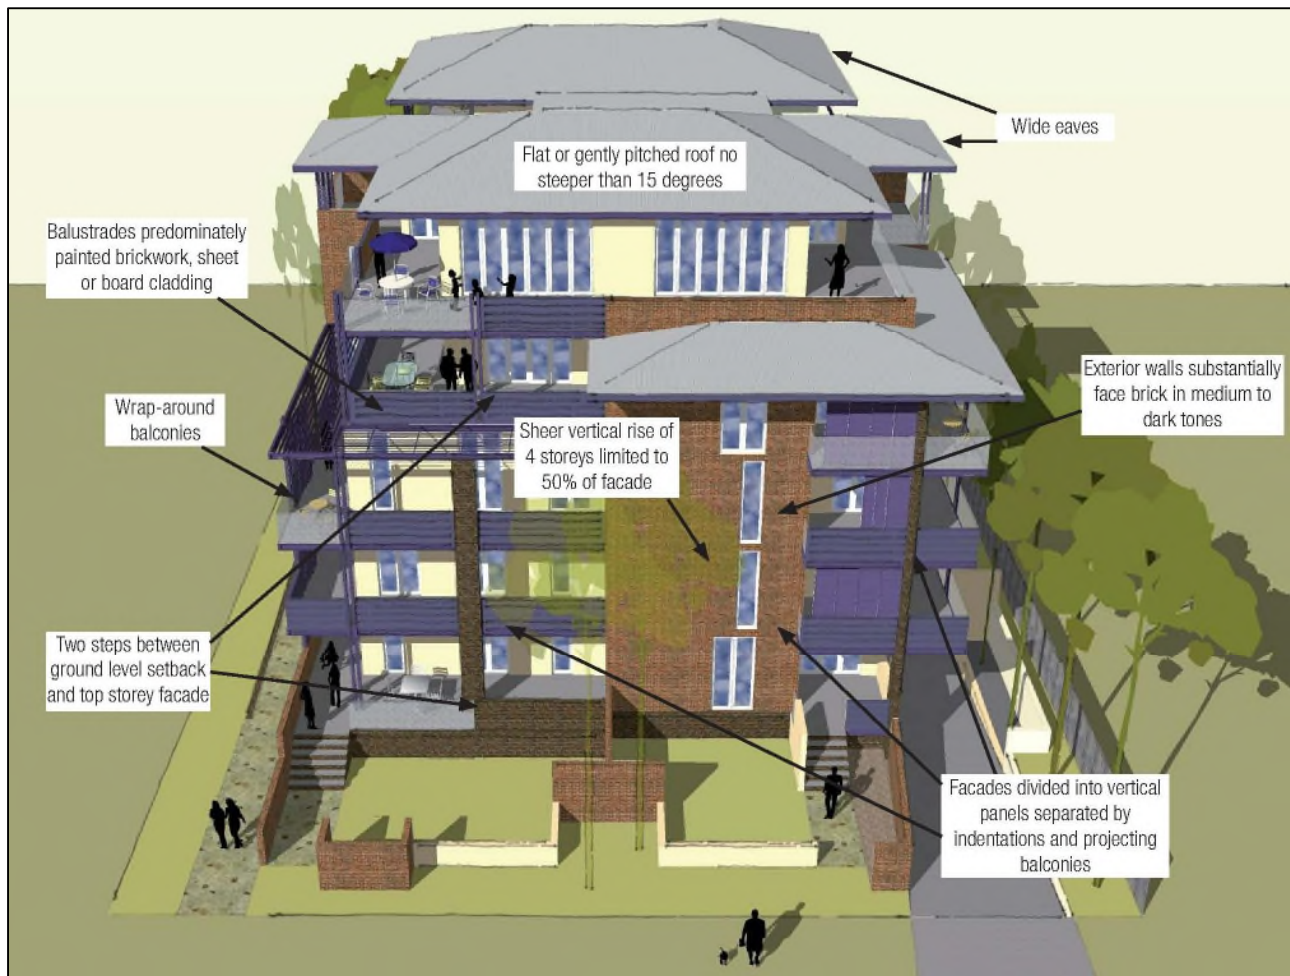 Wide eaves
Flat or gently pitched roof no
steeper than 15 degrees
Balustrades predominately
painted brickwork, sheet
or board cladding
Exterior walls substantially
face brick in medium to
dark tones
Wrap-around
balconies
Sheer vertical rise of
4 storeys limited to
50% of facade
Two steps between
ground level setback
and top storey facade
Facades divided into vertical
panels separated by
indentations and projecting
balconies